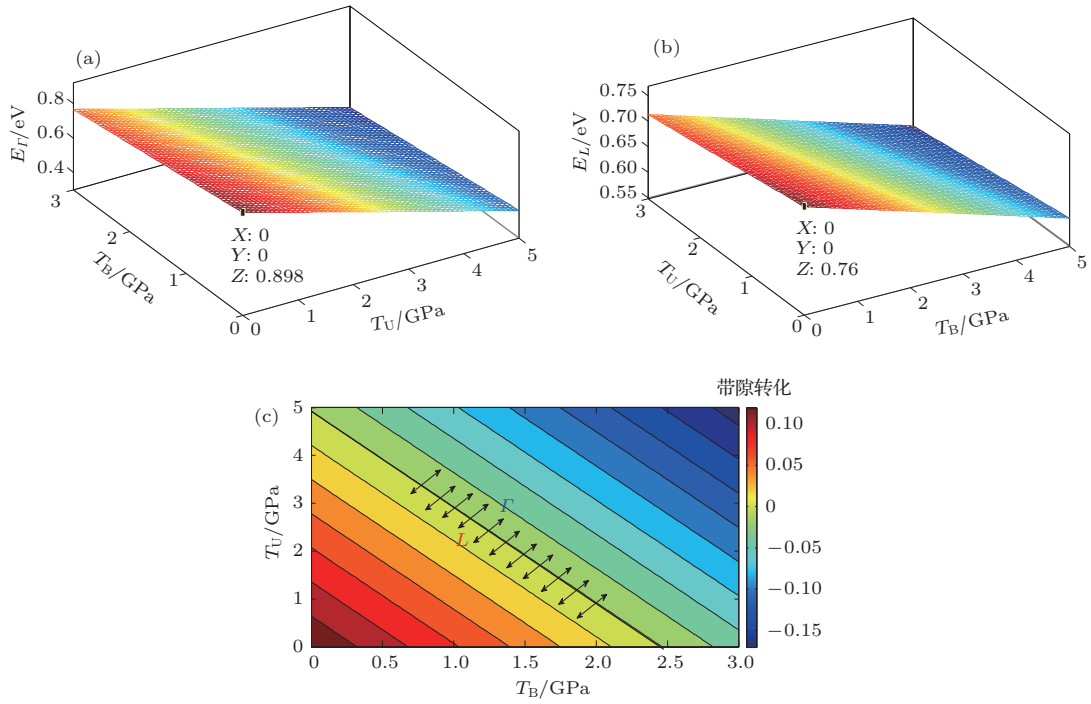 (a)
0.8
0.6
0.4
E_Γ/eV
3
2
1
0
T_B/GPa
0
1
2
3
4
5
T_U/GPa
X: 0
Y: 0
Z: 0.898
(b)
0.75
0.70
0.65
0.60
0.55
E_L/eV
3
2
1
0
T_U/GPa
0
1
2
3
4
5
T_B/GPa
X: 0
Y: 0
Z: 0.76
(c)
带隙转化
5
4
3
2
1
0
T_U/GPa
Γ
L
0
0.5
1.0
1.5
2.0
2.5
3.0
T_B/GPa
0.10
0.05
0
−0.05
−0.10
−0.15